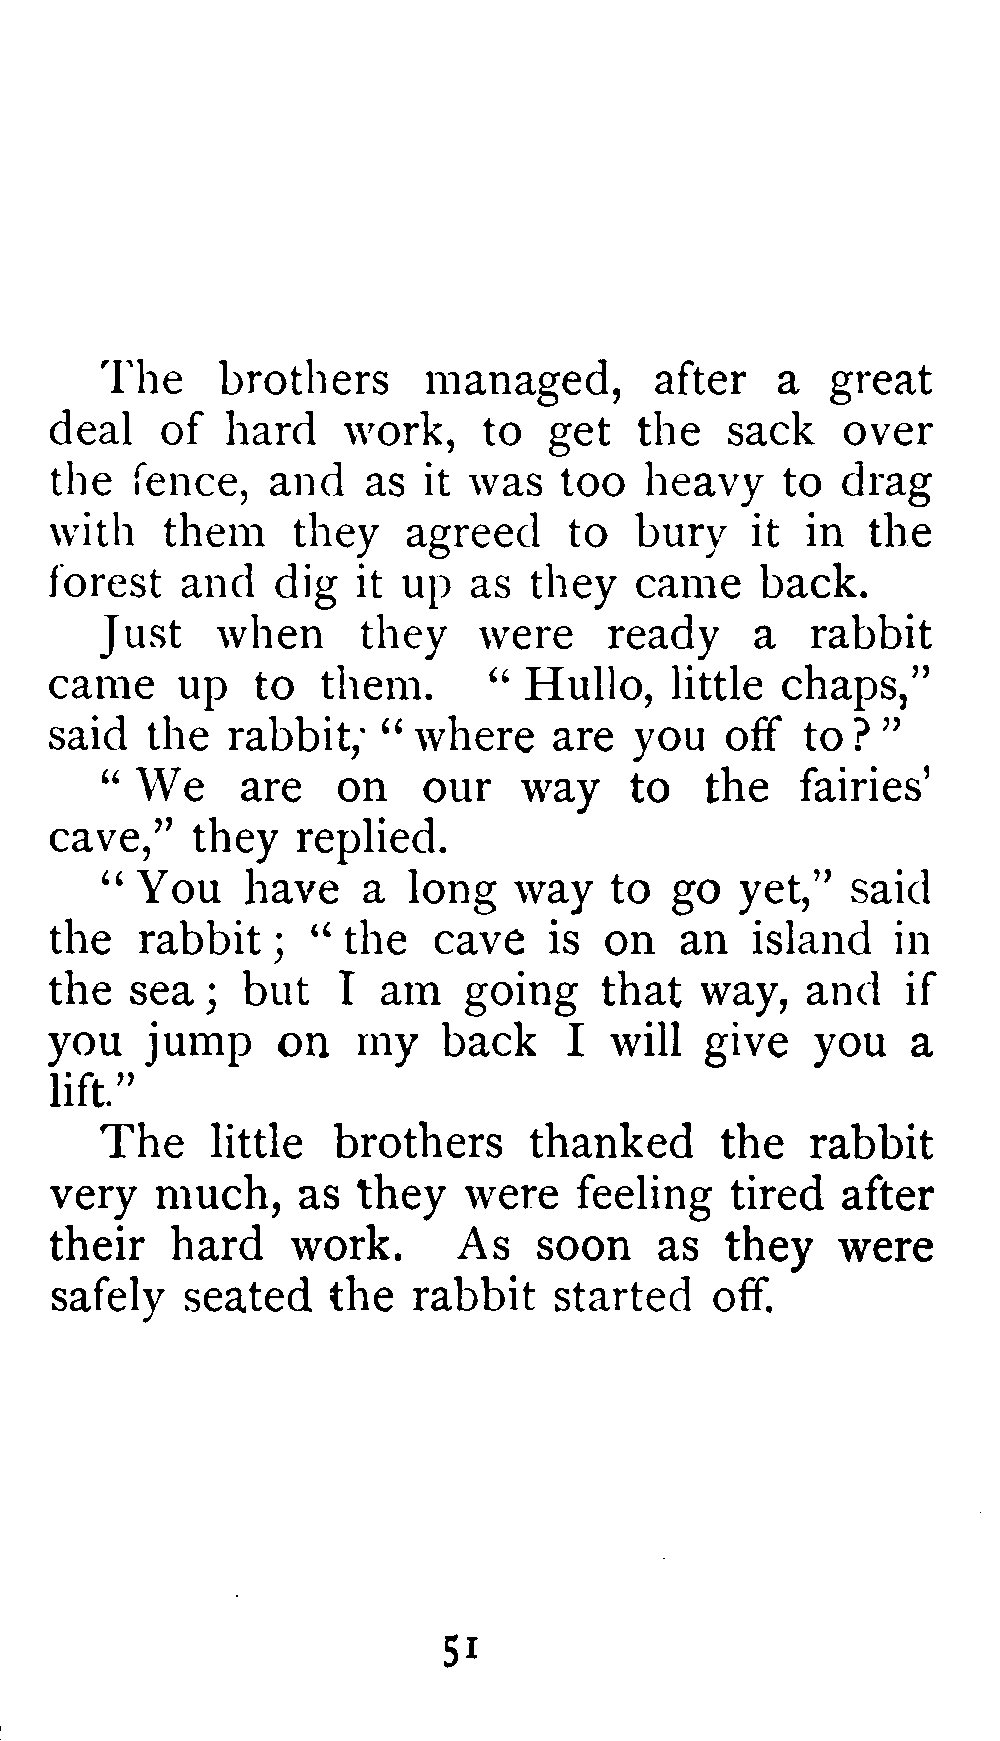 The brothers managed, after a great
deal of hard work, to get the sack over
the fence, and as it was too heavy to drag
with them they agreed to bury it in the
forest and dig it up as they came back.
Just when they were ready a rabbit
came up to them. “ Hullo, little chaps,”
said the rabbit, “ where are you off to ? ”
“ We are on our way to the fairies’
cave,” they replied.
“ You have a long way to go yet,” said
the rabbit ; “ the cave is on an island in
the sea ; but I am going that way, and if
you jump on my back I will give you a
lift.”
The little brothers thanked the rabbit
very much, as they were feeling tired after
their hard work. As soon as they were
safely seated the rabbit started off.
51